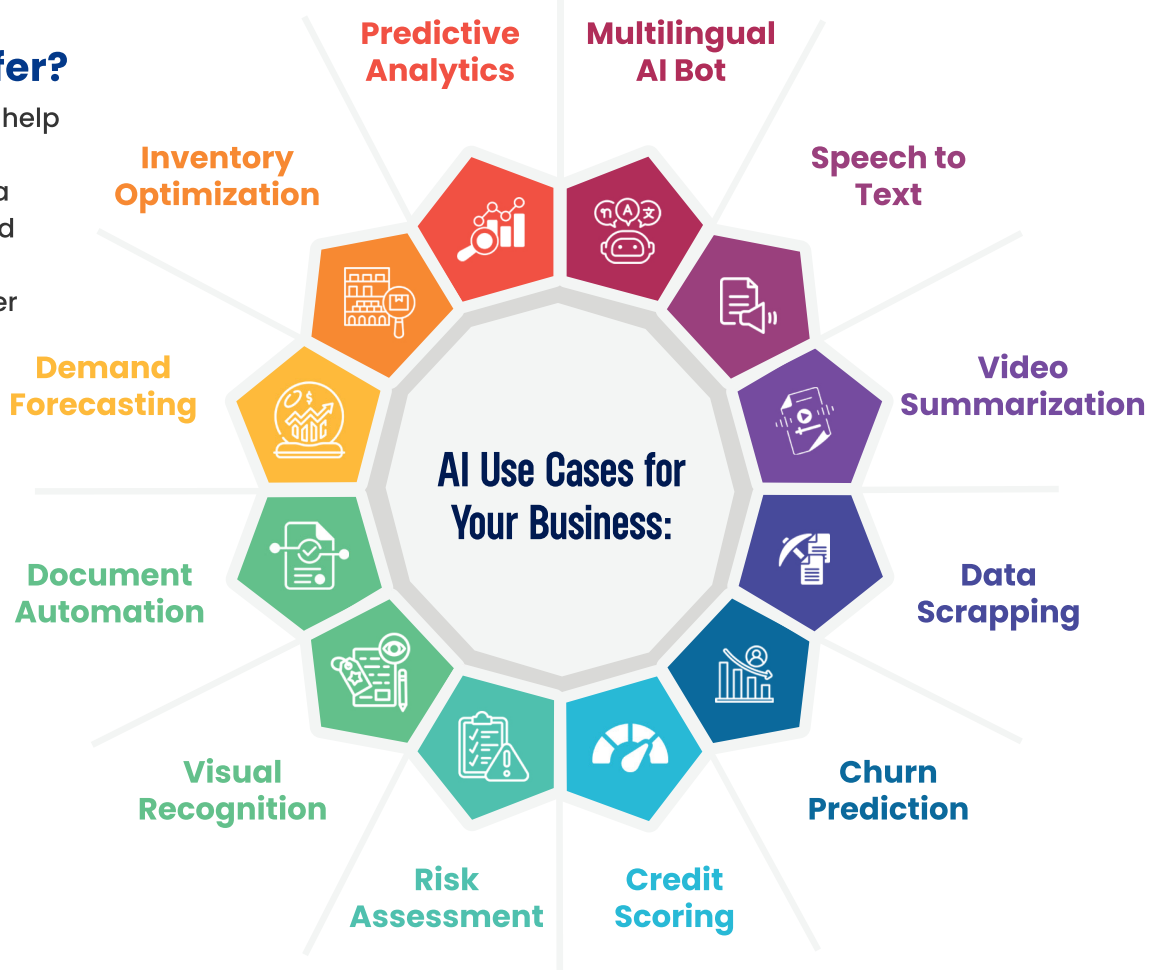 fer?
help
a
d
er
Predictive
Analytics
Multilingual
AI Bot
Speech to
Text
Video
Summarization
Data
Scrapping
Churn
Prediction
Credit
Scoring
Risk
Assessment
Visual
Recognition
Document
Automation
Demand
Forecasting
Inventory
Optimization
A
文
$
AI Use Cases for
Your Business: